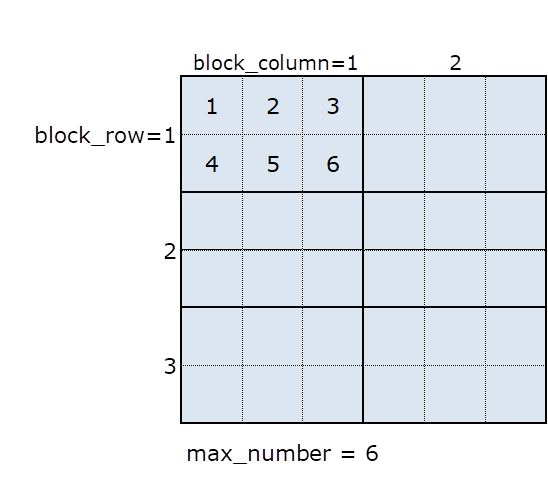 block_column=1 2
1 2 3
block_row=1
4 5 6
2
3
max_number = 6